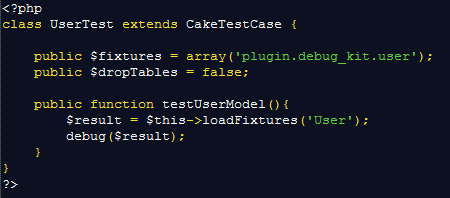 <?php
class UserTest extends CakeTestCase {
public $fixtures = array('plugin.debug_kit.user');
public $dropTables = false;
public function testUserModel(){
$result = $this->loadFixtures('User');
debug($result);
}
}
?>